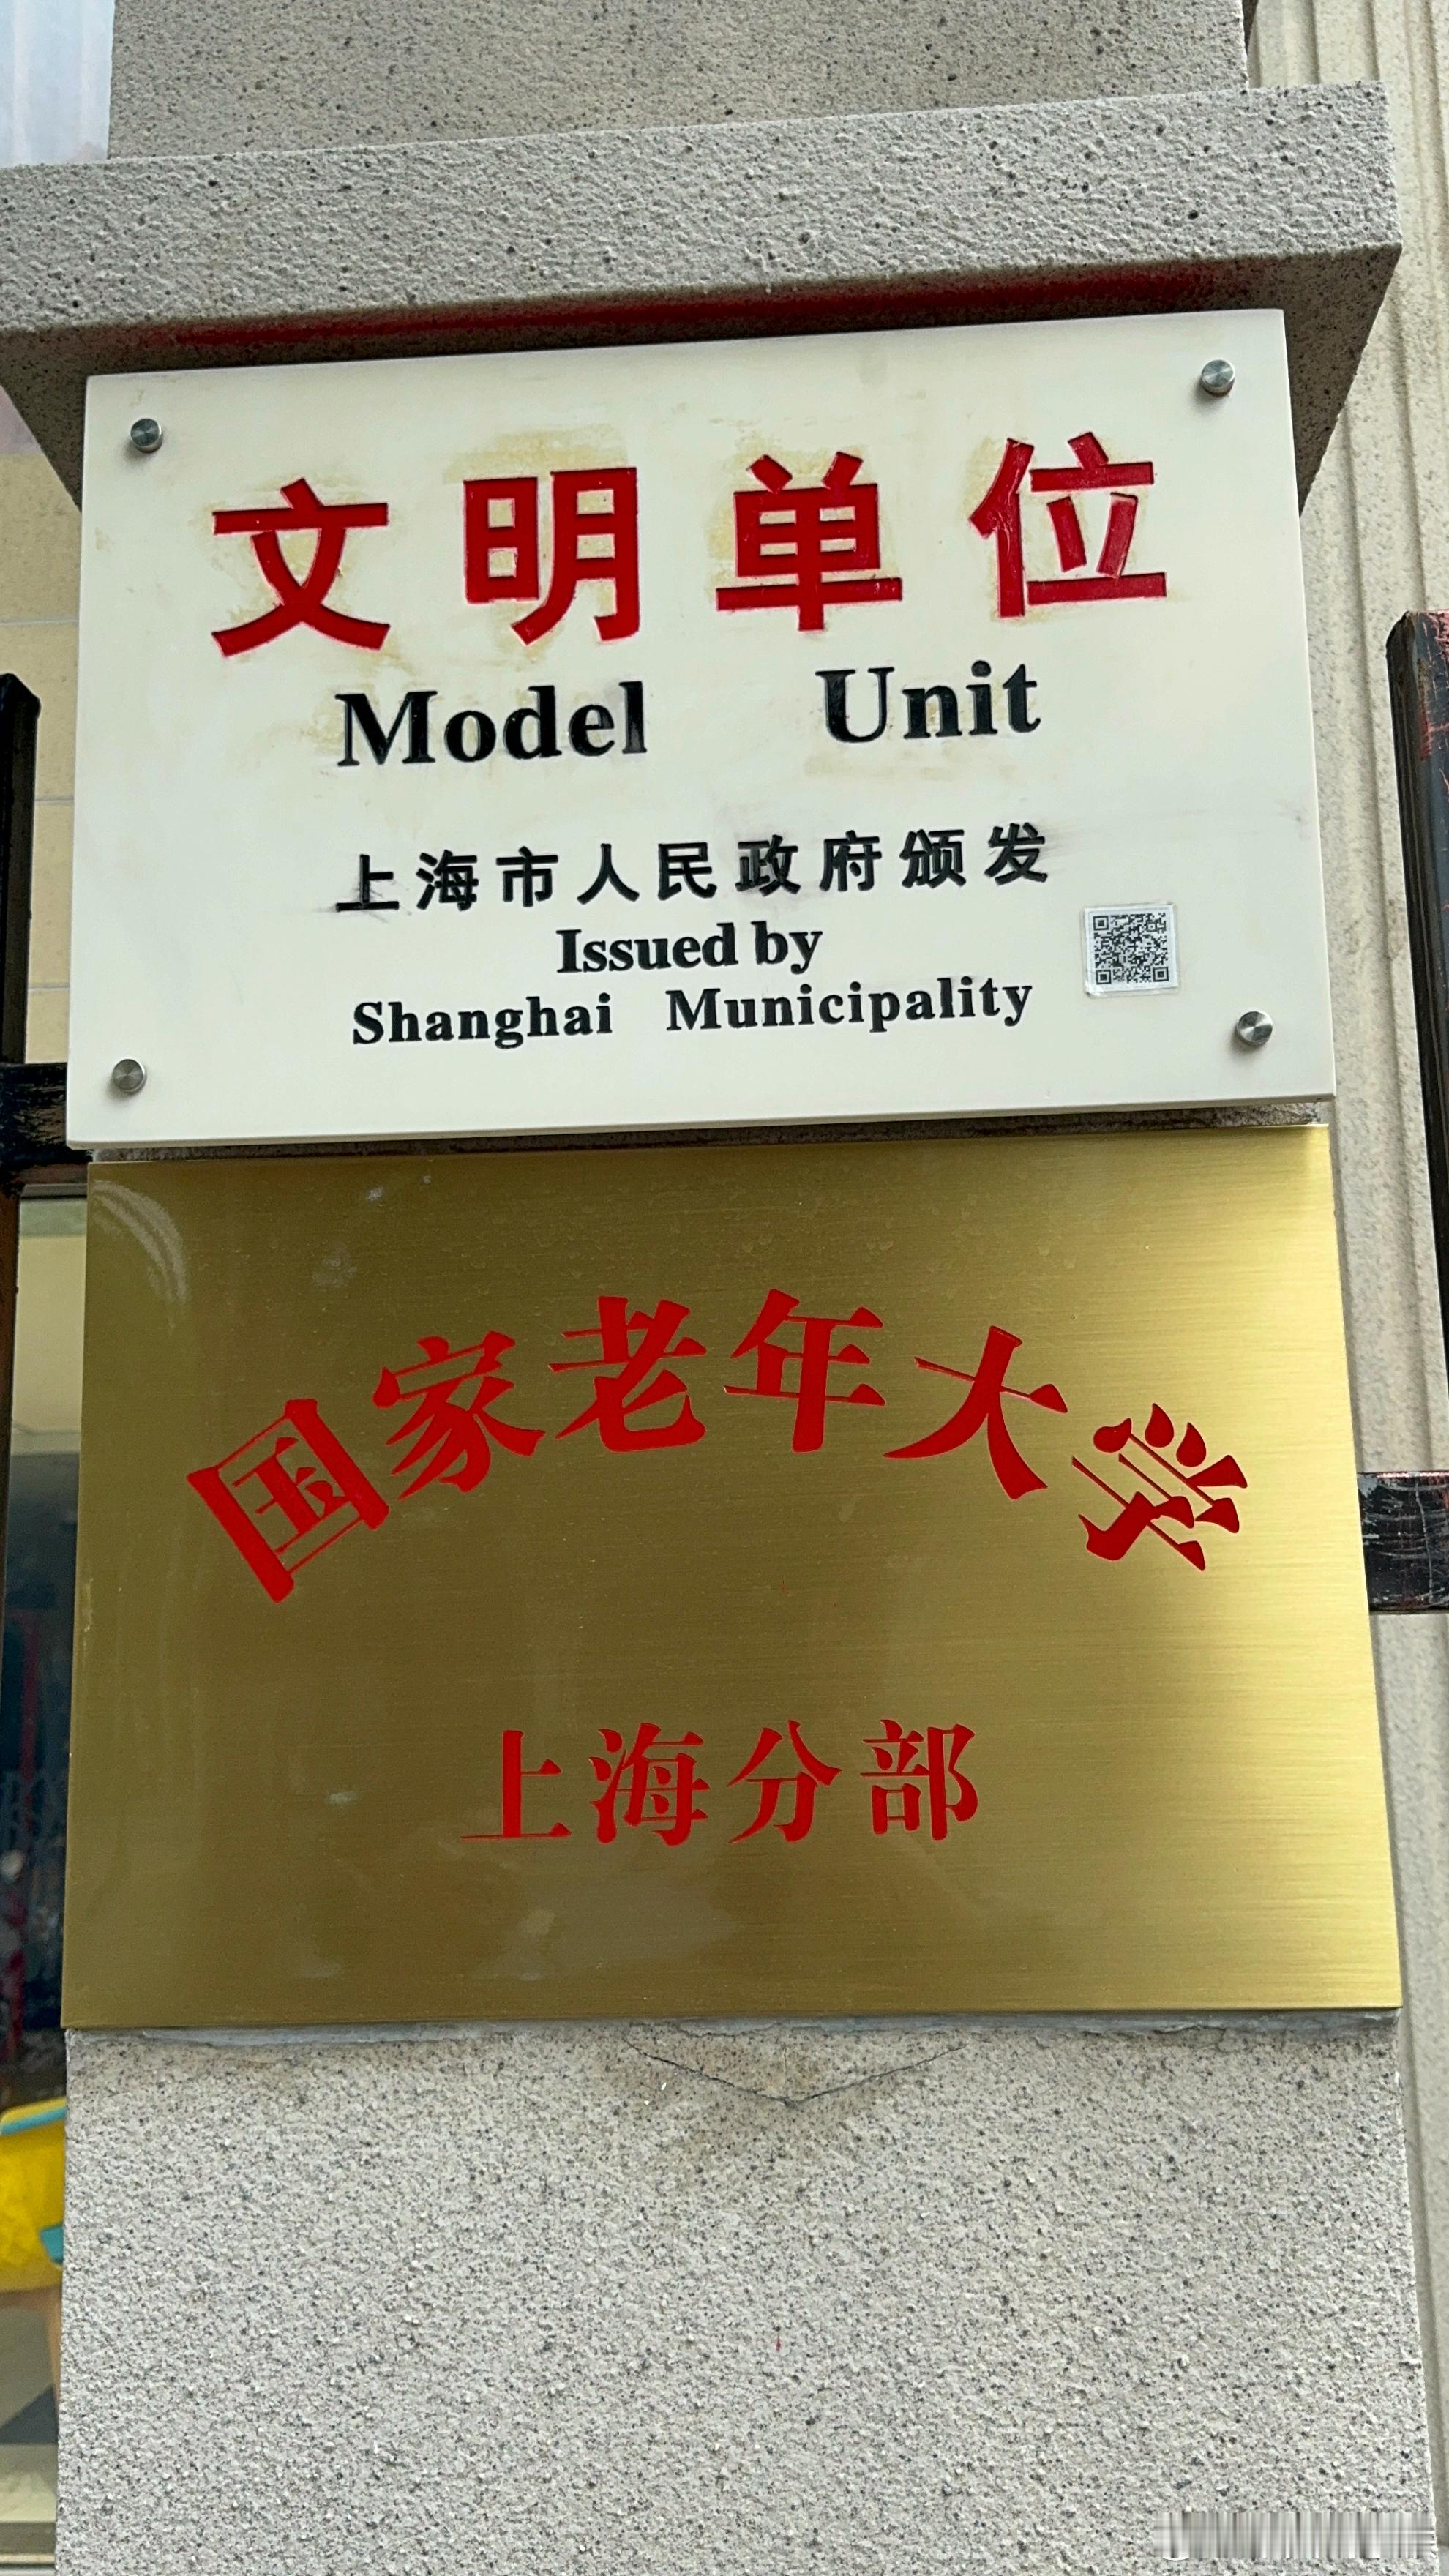 文明单位
Model Unit
上海市人民政府颁发
Issued by
Shanghai Municipality
国家老年大学
上海分部